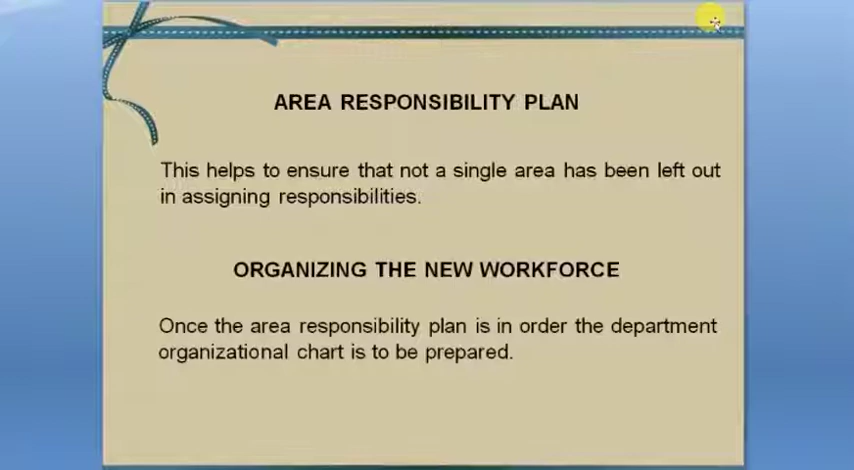 AREA RESPONSIBILITY PLAN
This helps to ensure that not a single area has been left out
in assigning responsibilities.
ORGANIZING THE NEW WORKFORCE
Once the area responsibility plan is in order the department
organizational chart is to be prepared.